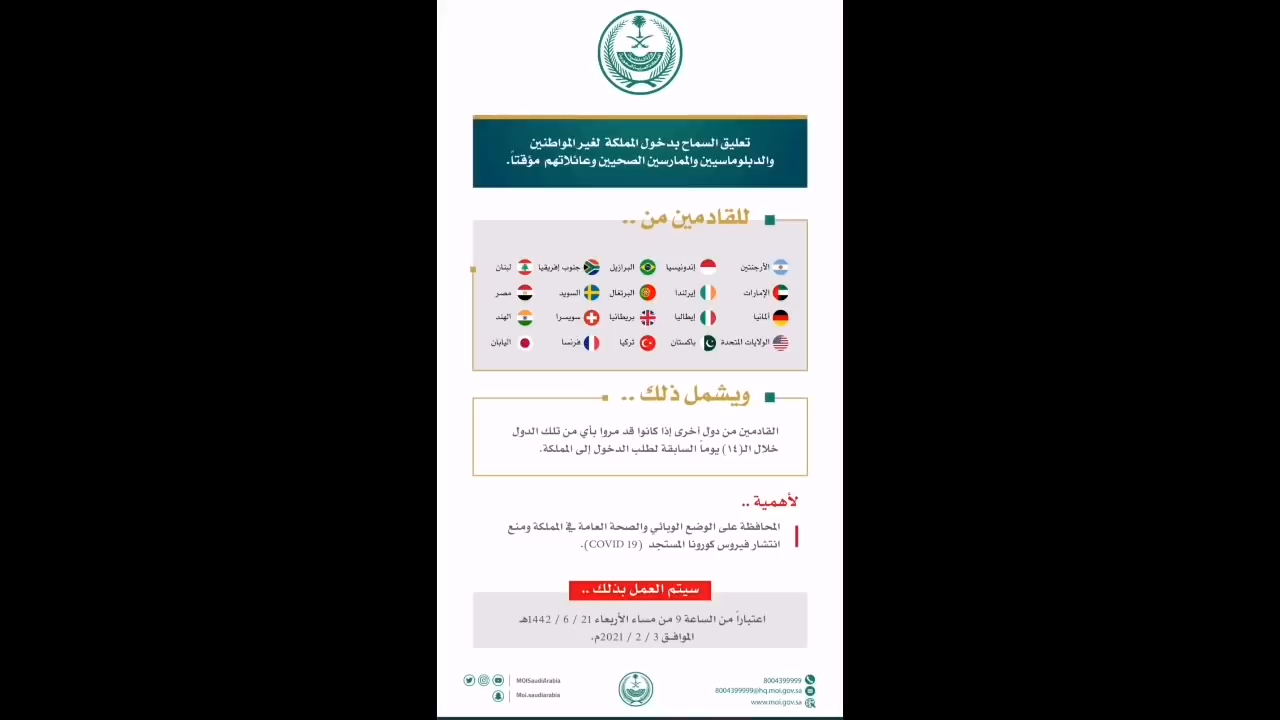 تعليق السماح بدخول المملكة لغير المواطنين
والدبلوماسيين والممارسين الصحيين وعائلاتهم مؤقتاً.
للقادمين من ..
الأرجنتين إندونيسيا البرازيل جنوب إفريقيا لبنان
الإمارات إيرلندا البرتغال السويد مصر
ألمانيا إيطاليا بريطانيا سويسرا الهند
الولايات المتحدة باكستان تركيا فرنسا اليابان
ويشمل ذلك ..
القادمين من دول أخرى إذا كانوا قد مروا بأي من تلك الدول
خلال الـ(١٤) يوماً السابقة لطلب الدخول إلى المملكة.
لأهمية ..
المحافظة على الوضع الوبائي والصحة العامة في المملكة ومنع
انتشار فيروس كورونا المستجد (COVID 19).
سيتم العمل بذلك ..
اعتباراً من الساعة 9 من مساء الأربعاء 21 / 6 / 1442هـ
الموافق 3 / 2 / 2021م.
8004399999
8004399999@hq.moi.gov.sa
www.moi.gov.sa
MOISaudiArabia
Moi.saudiarabia